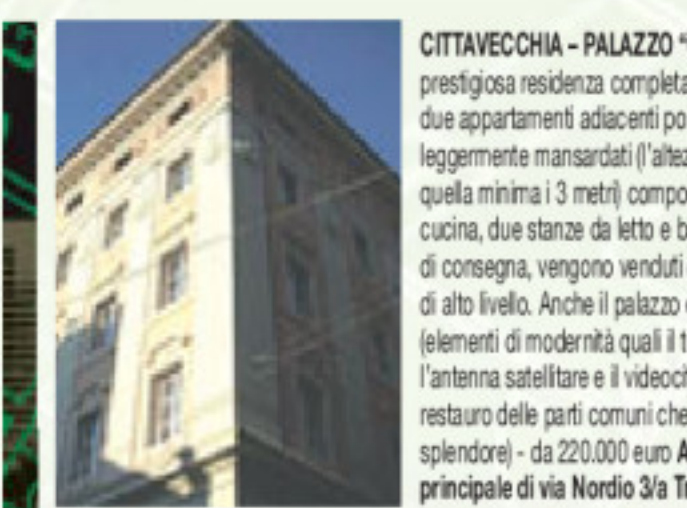 CITTAVECCHIA – PALAZZO "
prestigiosa residenza completa
due appartamenti adiacenti po
leggermente mansardati (l'altez
quella minima i 3 metri) compo
cucina, due stanze da letto e b
di consegna, vengono venduti
di alto livello. Anche il palazzo
(elementi di modernità quali il t
l'antenna satellitare e il videocit
restauro delle parti comuni che
splendore) - da 220.000 euro A
principale di via Nordio 3/a Tr